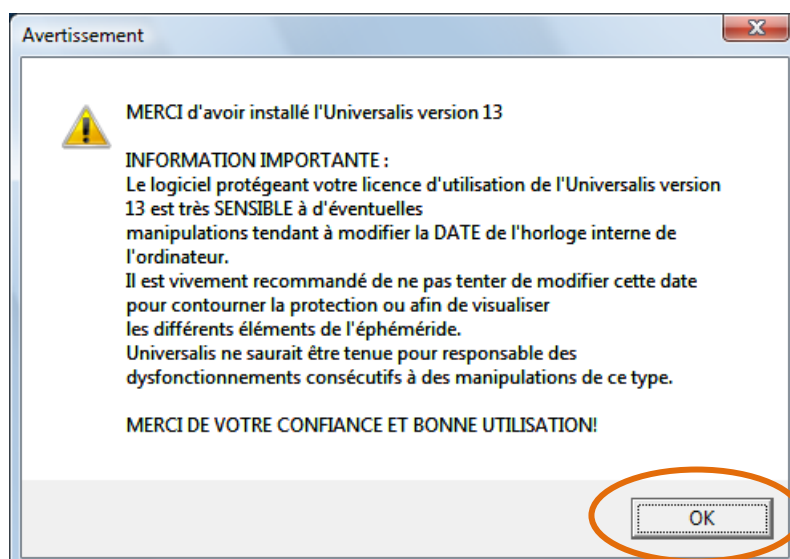 Avertissement
MERCI d'avoir installé l'Universalis version 13
INFORMATION IMPORTANTE :
Le logiciel protégeant votre licence d'utilisation de l'Universalis version
13 est très SENSIBLE à d'éventuelles
manipulations tendant à modifier la DATE de l'horloge interne de
l'ordinateur.
Il est vivement recommandé de ne pas tenter de modifier cette date
pour contourner la protection ou afin de visualiser
les différents éléments de l'éphéméride.
Universalis ne saurait être tenue pour responsable des
dysfonctionnements consécutifs à des manipulations de ce type.
MERCI DE VOTRE CONFIANCE ET BONNE UTILISATION!
OK